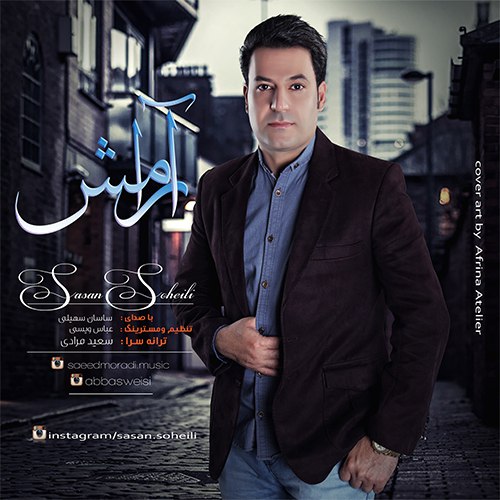 آرامش
Sasan Soheili
با صدای : ساسان سهیلی
تنظیم ومسترینگ : عباس ویسی
ترانه سرا : سعید مرادی
saeedmoradi.music
abbasweisi
instagram/sasan.soheili
cover art by Afrina Atelier